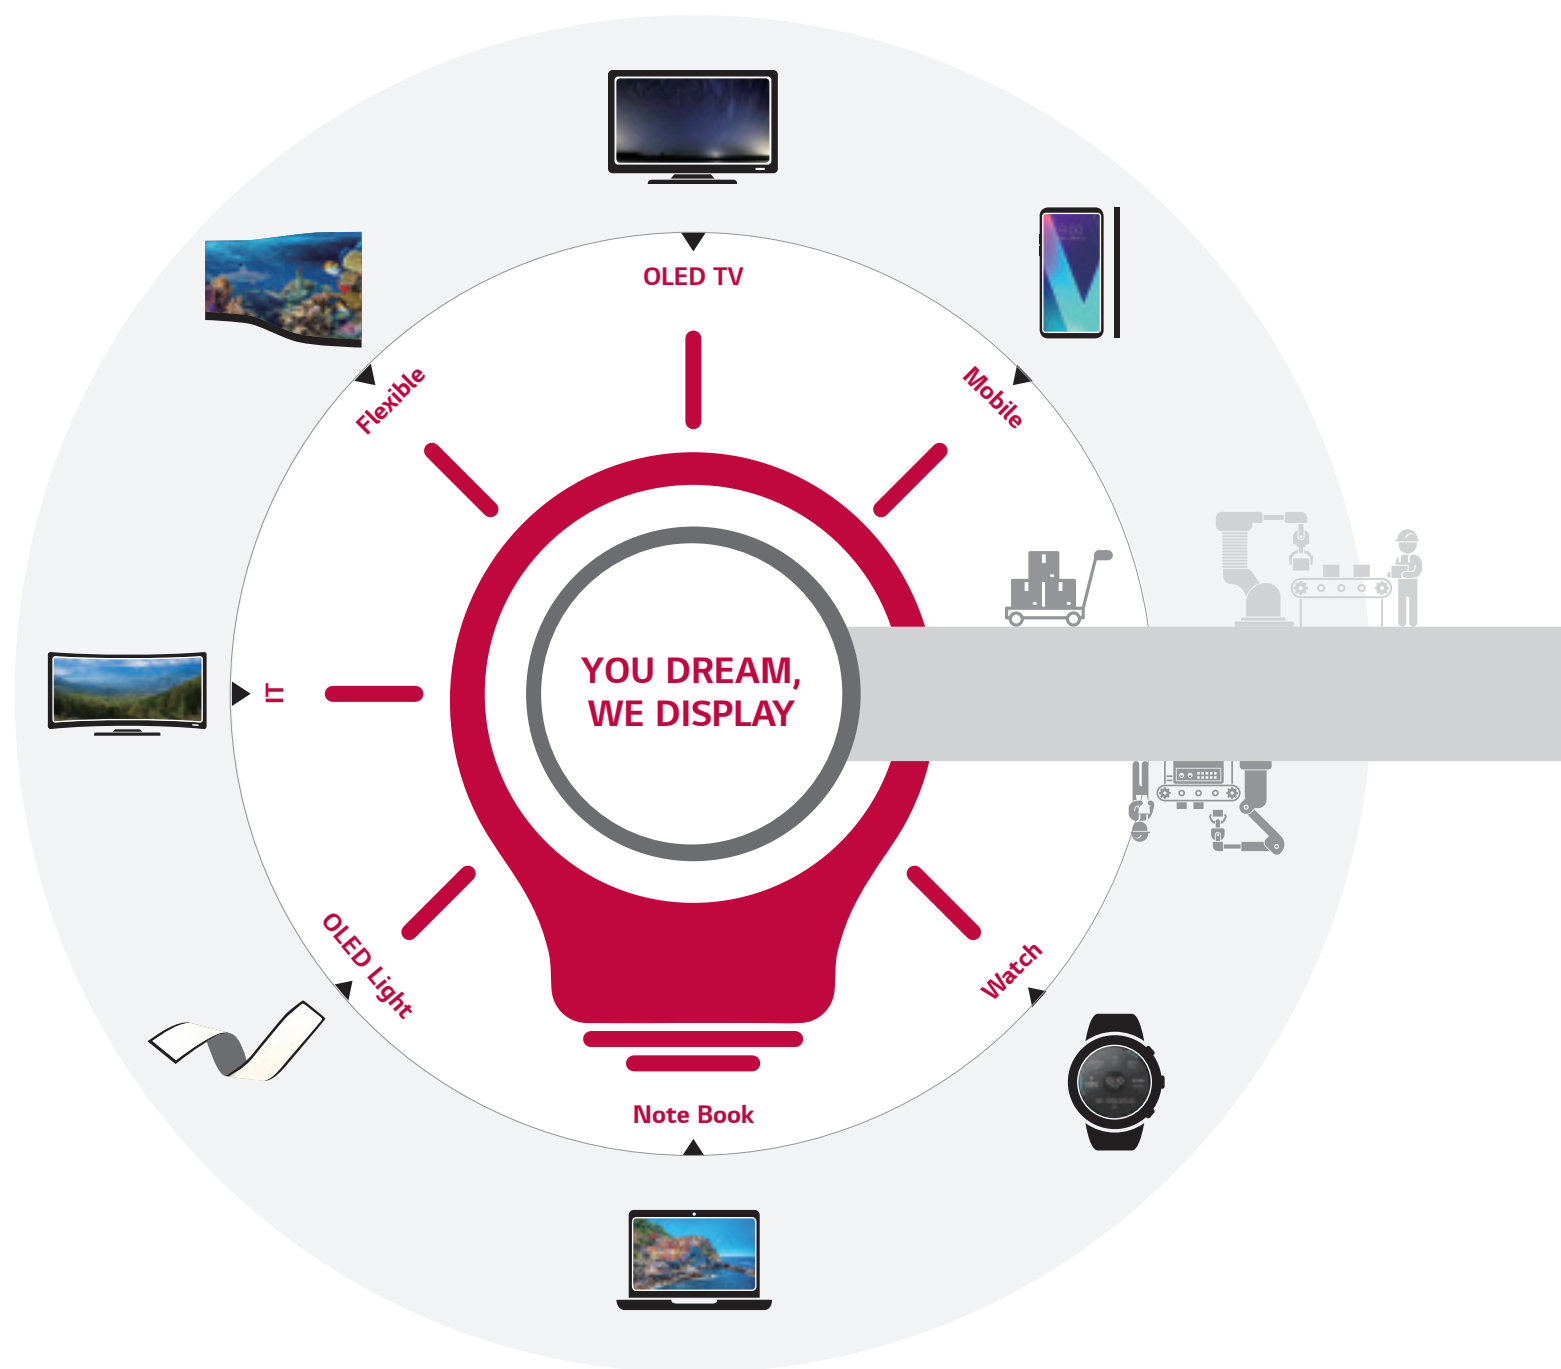 OLED TV
Mobile
Flexible
YOU DREAM,
WE DISPLAY
IT
OLED Light
Watch
Note Book